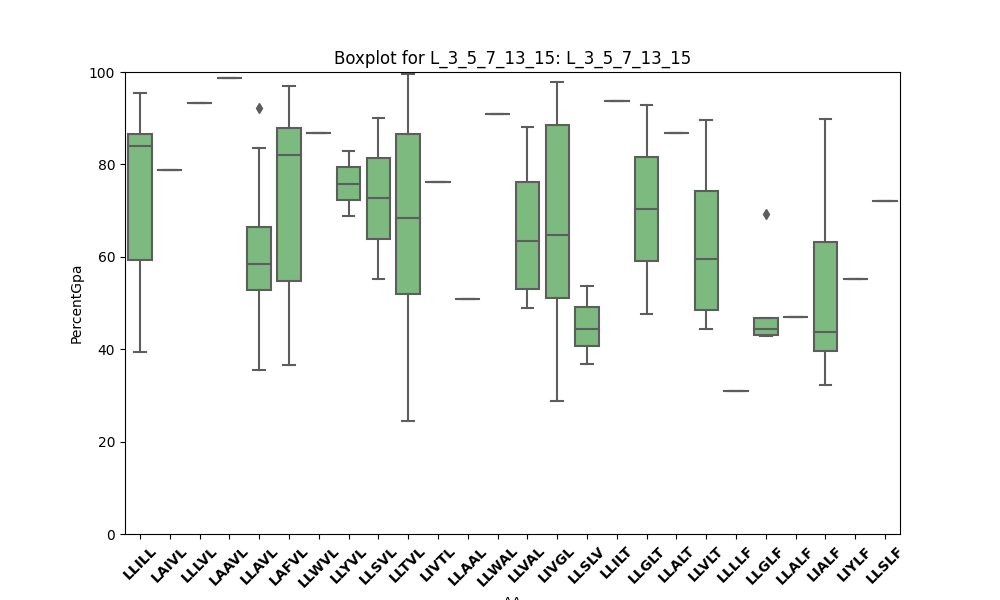 Boxplot for L_3_5_7_13_15: L_3_5_7_13_15
100
80
60
40
20
0
PercentGpa
LLILL
LAIVL
LLLVL
LAAVL
LLAVL
LAFVL
LLWVL
LLYVL
LLSVL
LLTVL
LIVTL
LLAAL
LLWAL
LLVAL
LIVGL
LLSLV
LLILT
LLGLT
LLALT
LLVLT
LLLLF
LLGLF
LLALF
LIALF
LIYLF
LLSLF